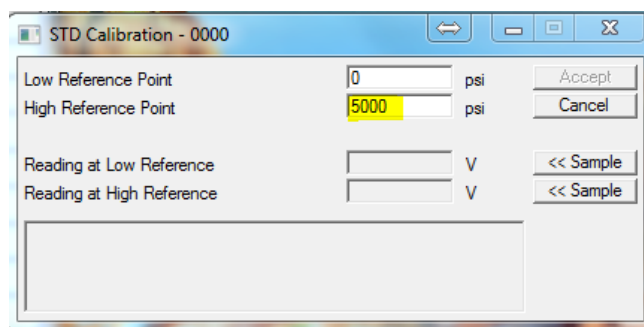 STD Calibration - 0000
Low Reference Point 0 psi Accept
High Reference Point 5000 psi Cancel
Reading at Low Reference V << Sample
Reading at High Reference V << Sample